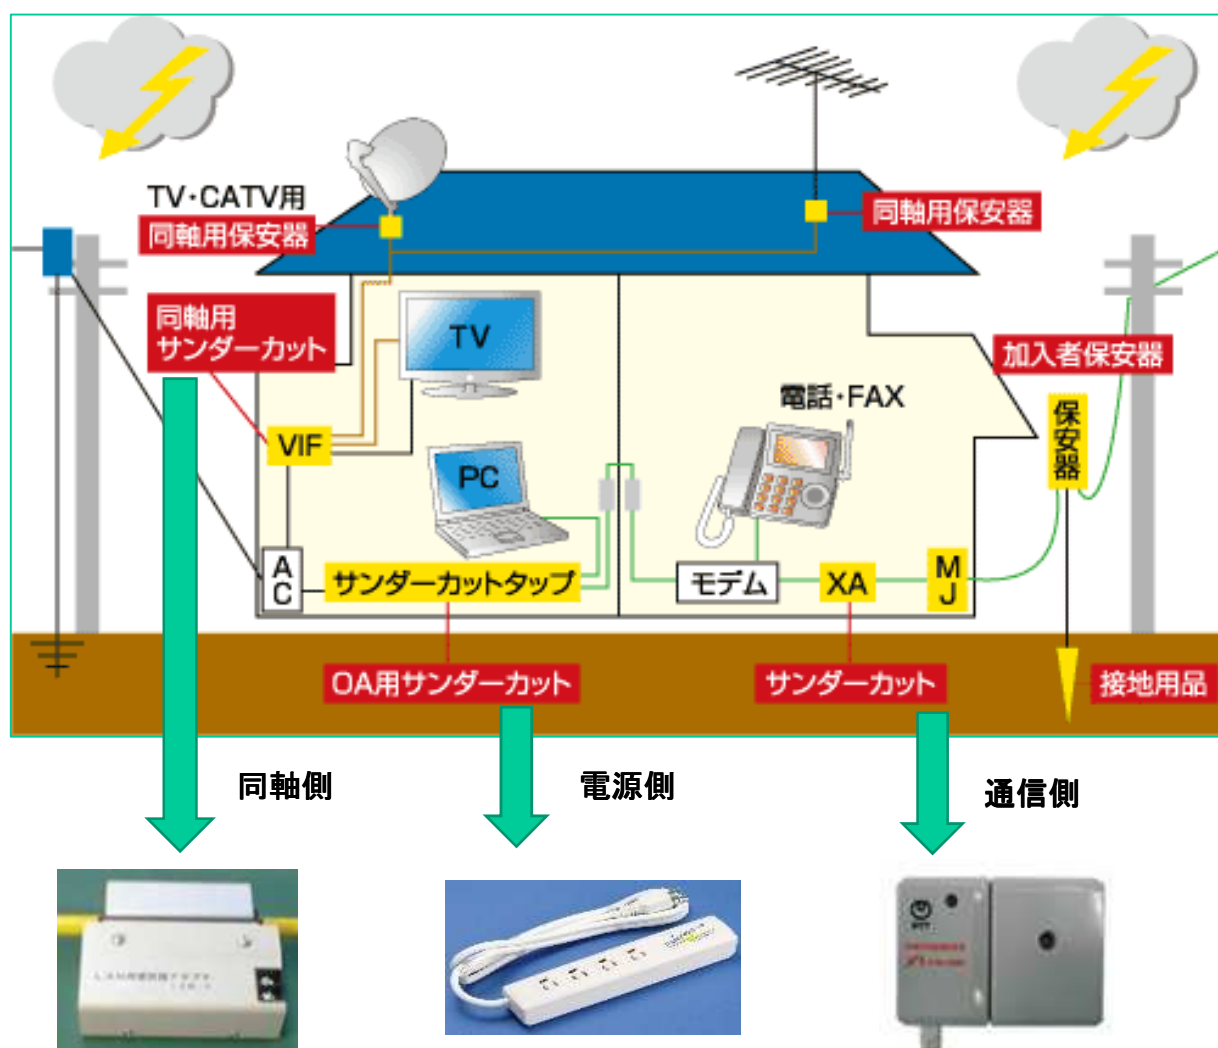 TV・CATV用
同軸用保安器
同軸用保安器
同軸用
サンダーカット
TV
加入者保安器
電話・FAX
保安器
VIF
PC
AC
サンダーカットタップ
モデム
XA
MJ
OA用サンダーカット
サンダーカット
接地用品
同軸側
電源側
通信側
NTT